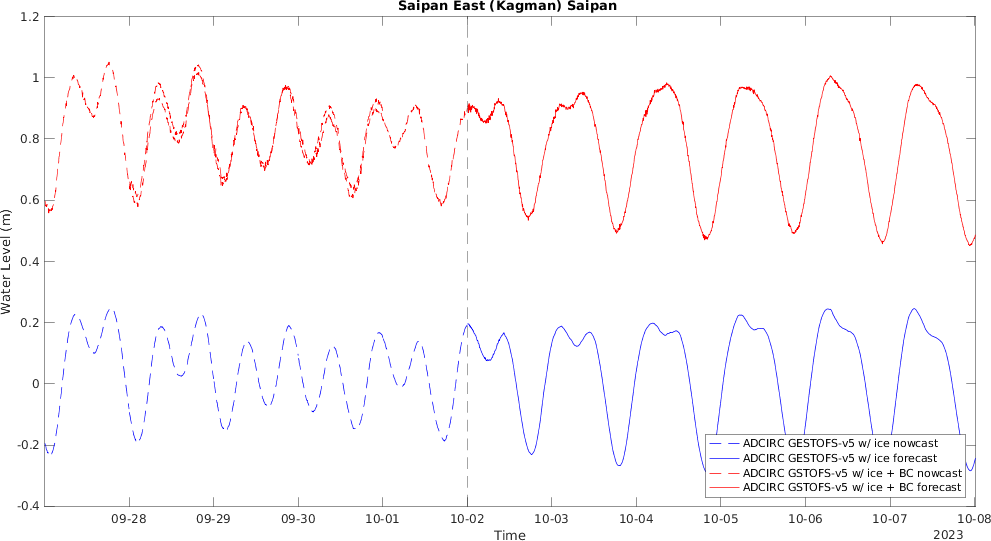 Saipan East (Kagman) Saipan
1.2
1
0.8
0.6
0.4
0.2
0
-0.2
-0.4
Water Level (m)
ADCIRC GESTOFS-v5 w/ ice nowcast
ADCIRC GESTOFS-v5 w/ ice forecast
ADCIRC GSTOFS-v5 w/ ice + BC nowcast
ADCIRC GSTOFS-v5 w/ ice + BC forecast
09-28 09-29 09-30 10-01 10-02 10-03 10-04 10-05 10-06 10-07 10-08
Time
2023